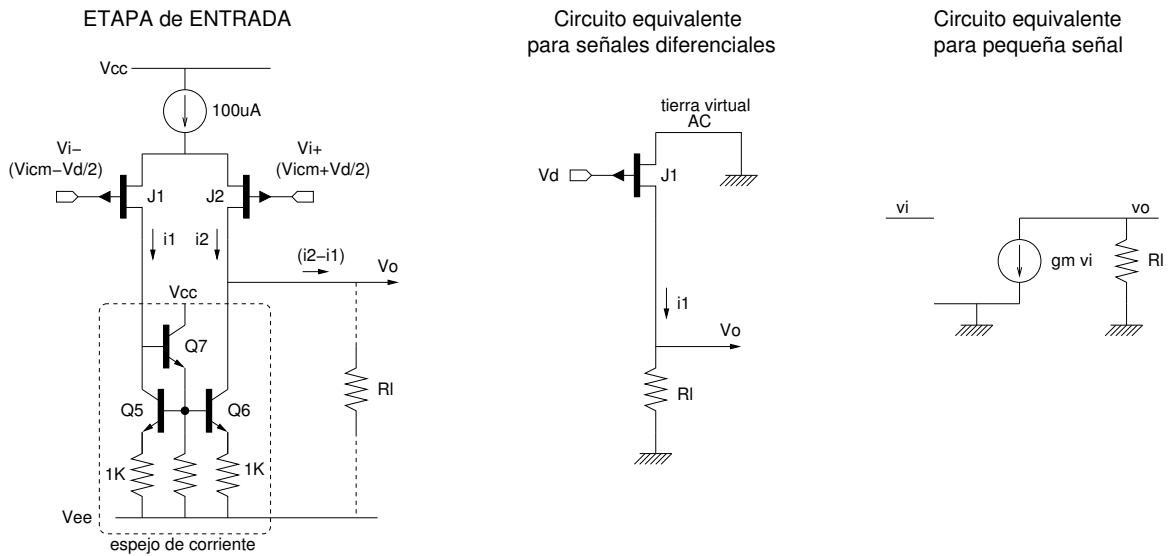 ETAPA de ENTRADA
Vcc
100uA
Vi−
(Vicm−Vd/2)
Vi+
(Vicm+Vd/2)
J1
J2
i1
i2
(i2−i1)
Vo
Vcc
Q7
Q5
Q6
Rl
1K
1K
Vee
espejo de corriente
Circuito equivalente
para señales diferenciales
tierra virtual
AC
Vd
J1
i1
Vo
Rl
Circuito equivalente
para pequeña señal
vi
vo
gm vi
Rl